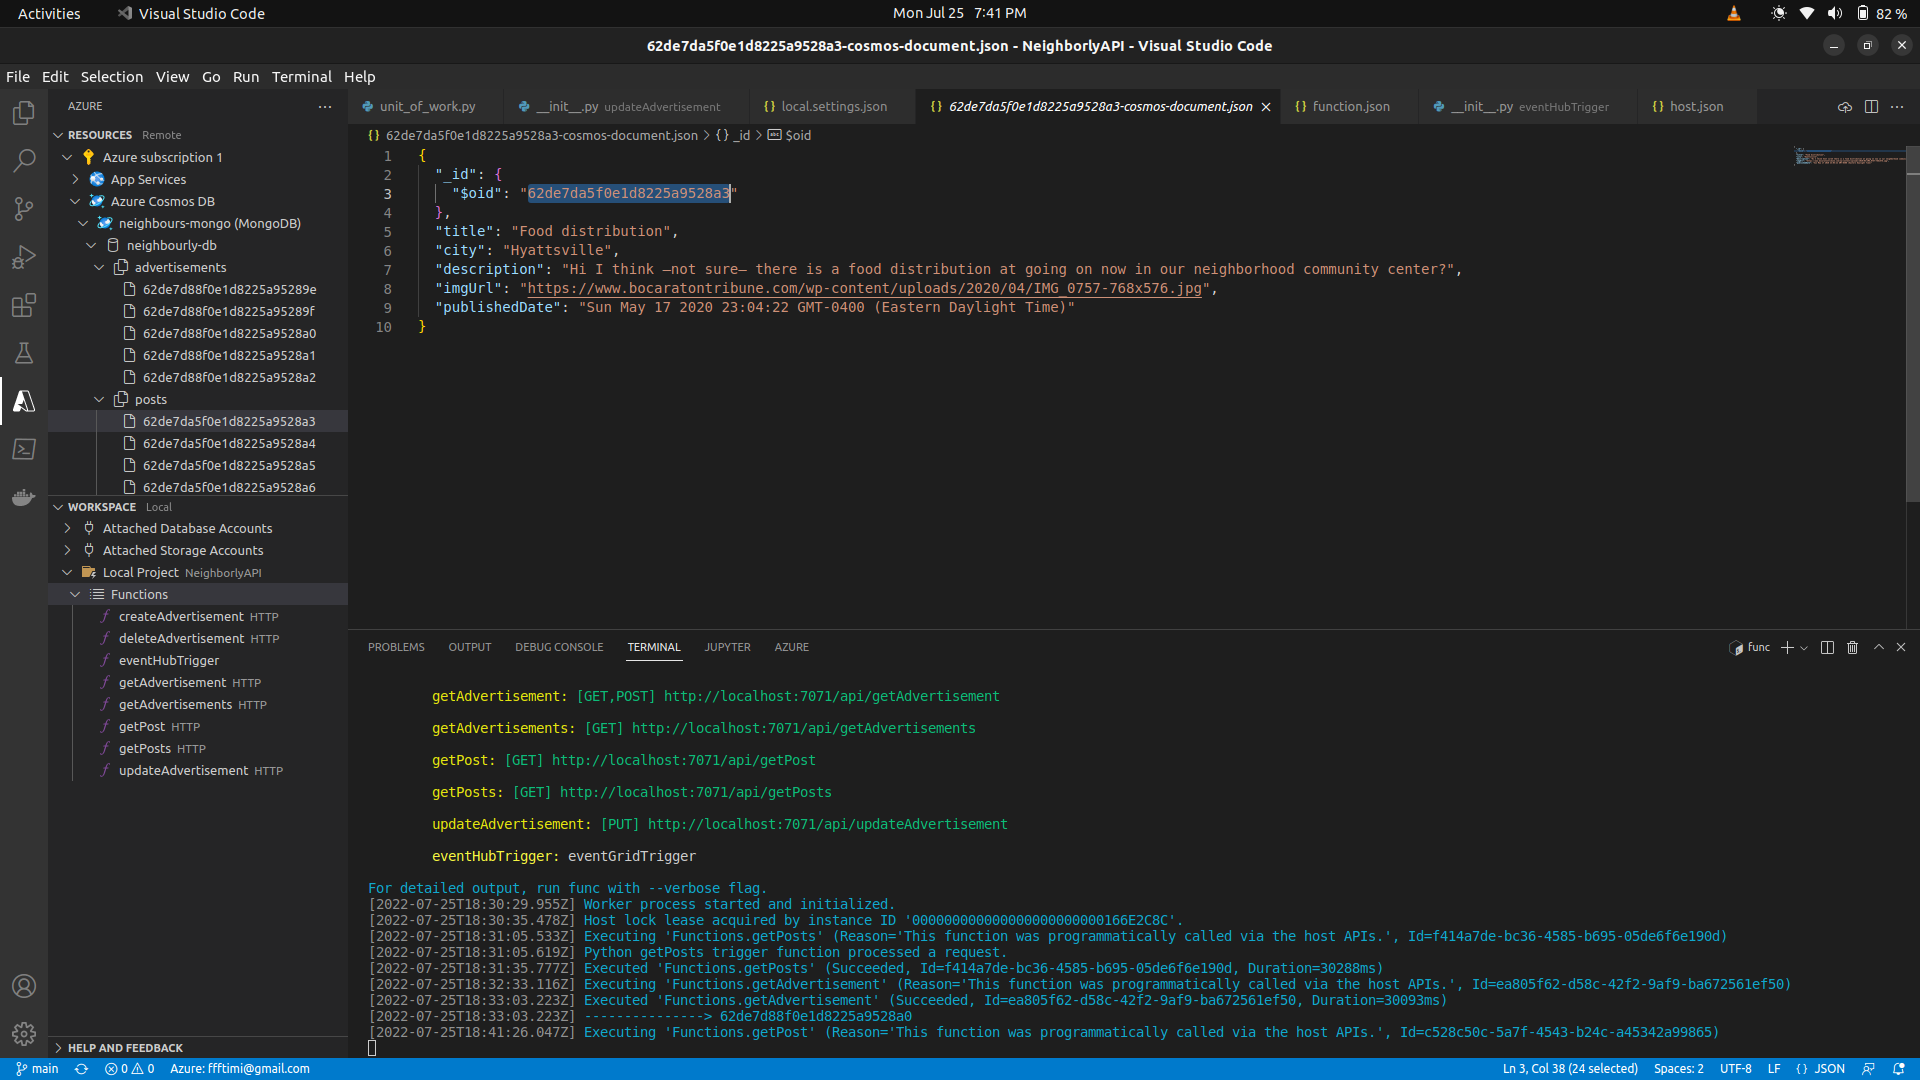 Activities Visual Studio Code Mon Jul 25 7:41 PM 82 %
62de7da5f0e1d8225a9528a3-cosmos-document.json - NeighborlyAPI - Visual Studio Code
File Edit Selection View Go Run Terminal Help
AZURE
RESOURCES Remote
Azure subscription 1
App Services
Azure Cosmos DB
neighbours-mongo (MongoDB)
neighbourly-db
advertisements
62de7d88f0e1d8225a95289e
62de7d88f0e1d8225a95289f
62de7d88f0e1d8225a9528a0
62de7d88f0e1d8225a9528a1
62de7d88f0e1d8225a9528a2
posts
62de7da5f0e1d8225a9528a3
62de7da5f0e1d8225a9528a4
62de7da5f0e1d8225a9528a5
62de7da5f0e1d8225a9528a6
WORKSPACE Local
Attached Database Accounts
Attached Storage Accounts
Local Project NeighborlyAPI
Functions
createAdvertisement HTTP
deleteAdvertisement HTTP
eventHubTrigger
getAdvertisement HTTP
getAdvertisements HTTP
getPost HTTP
getPosts HTTP
updateAdvertisement HTTP
HELP AND FEEDBACK
unit_of_work.py __init__.py updateAdvertisement {} local.settings.json {} 62de7da5f0e1d8225a9528a3-cosmos-document.json {} function.json __init__.py eventHubTrigger {} host.json
{} 62de7da5f0e1d8225a9528a3-cosmos-document.json > {} _id > $oid
1 {
2 "_id": {
3 "$oid": "62de7da5f0e1d8225a9528a3"
4 },
5 "title": "Food distribution",
6 "city": "Hyattsville",
7 "description": "Hi I think —not sure— there is a food distribution at going on now in our neighborhood community center?",
8 "imgUrl": "https://www.bocaratontribune.com/wp-content/uploads/2020/04/IMG_0757-768x576.jpg",
9 "publishedDate": "Sun May 17 2020 23:04:22 GMT-0400 (Eastern Daylight Time)"
10 }
PROBLEMS OUTPUT DEBUG CONSOLE TERMINAL JUPYTER AZURE func
getAdvertisement: [GET,POST] http://localhost:7071/api/getAdvertisement
getAdvertisements: [GET] http://localhost:7071/api/getAdvertisements
getPost: [GET] http://localhost:7071/api/getPost
getPosts: [GET] http://localhost:7071/api/getPosts
updateAdvertisement: [PUT] http://localhost:7071/api/updateAdvertisement
eventHubTrigger: eventGridTrigger
For detailed output, run func with --verbose flag.
[2022-07-25T18:30:29.955Z] Worker process started and initialized.
[2022-07-25T18:30:35.478Z] Host lock lease acquired by instance ID '000000000000000000000000166E2C8C'.
[2022-07-25T18:31:05.533Z] Executing 'Functions.getPosts' (Reason='This function was programmatically called via the host APIs.', Id=f414a7de-bc36-4585-b695-05de6f6e190d)
[2022-07-25T18:31:05.619Z] Python getPosts trigger function processed a request.
[2022-07-25T18:31:35.777Z] Executed 'Functions.getPosts' (Succeeded, Id=f414a7de-bc36-4585-b695-05de6f6e190d, Duration=30288ms)
[2022-07-25T18:32:33.116Z] Executing 'Functions.getAdvertisement' (Reason='This function was programmatically called via the host APIs.', Id=ea805f62-d58c-42f2-9af9-ba672561ef50)
[2022-07-25T18:33:03.223Z] Executed 'Functions.getAdvertisement' (Succeeded, Id=ea805f62-d58c-42f2-9af9-ba672561ef50, Duration=30093ms)
[2022-07-25T18:33:03.223Z] ---------------> 62de7d88f0e1d8225a9528a0
[2022-07-25T18:41:26.047Z] Executing 'Functions.getPost' (Reason='This function was programmatically called via the host APIs.', Id=c528c50c-5a7f-4543-b24c-a45342a99865)
main 0 0 Azure: ffftimi@gmail.com Ln 3, Col 38 (24 selected) Spaces: 2 UTF-8 LF {} JSON